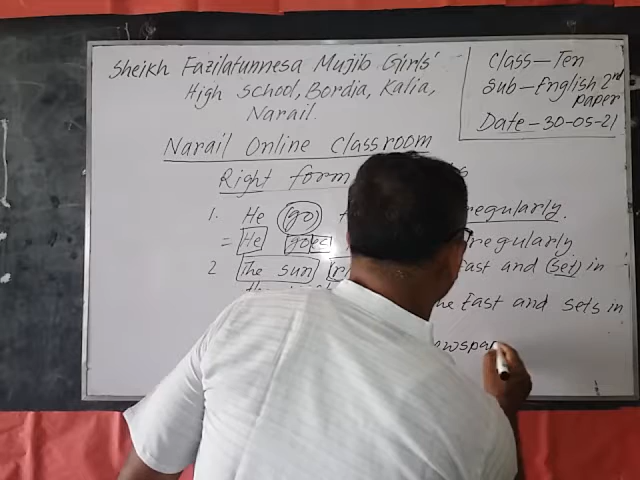 Sheikh Fazilatunnesa Mujib Girls'
High School, Bordia, Kalia,
Narail.
Class - Ten
Sub - English 2nd
paper
Date - 30-05-21
Narail Online Classroom
Right form
1. He (go) regularly.
= He goes regularly
2 The sun East and (set) in
the East and sets in